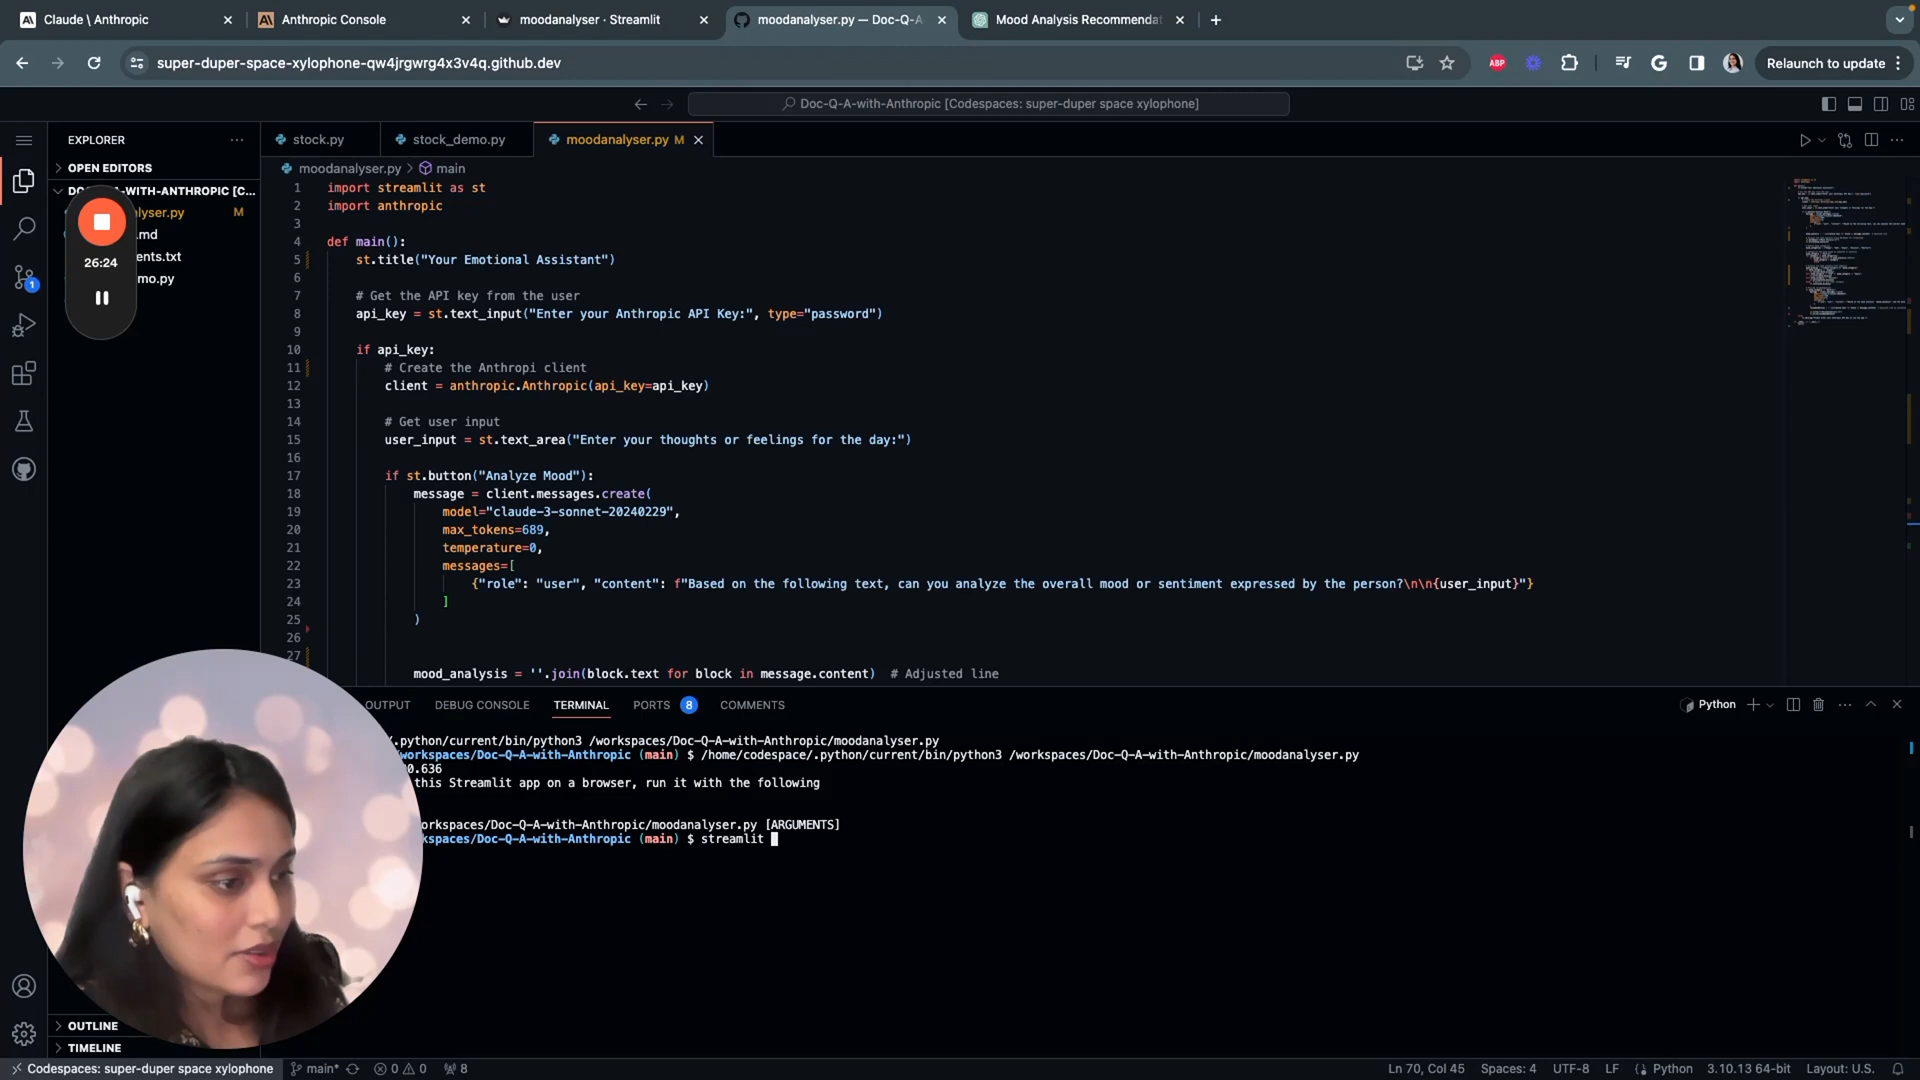 Claude \ Anthropic
Anthropic Console
moodanalyser · Streamlit
moodanalyser.py — Doc-Q-A
Mood Analysis Recommenda
super-duper-space-xylophone-qw4jrgwrg4x3v4q.github.dev
ABP
Relaunch to update
Doc-Q-A-with-Anthropic [Codespaces: super-duper space xylophone]
EXPLORER
stock.py
stock_demo.py
moodanalyser.py M
OPEN EDITORS
moodanalyser.py > main
-WITH-ANTHROPIC [C...
lyser.py M
.md
ents.txt
mo.py
26:24
1
1 import streamlit as st
2 import anthropic
3
4 def main():
5 st.title("Your Emotional Assistant")
6
7 # Get the API key from the user
8 api_key = st.text_input("Enter your Anthropic API Key:", type="password")
9
10 if api_key:
11 # Create the Anthropi client
12 client = anthropic.Anthropic(api_key=api_key)
13
14 # Get user input
15 user_input = st.text_area("Enter your thoughts or feelings for the day:")
16
17 if st.button("Analyze Mood"):
18 message = client.messages.create(
19 model="claude-3-sonnet-20240229",
20 max_tokens=689,
21 temperature=0,
22 messages=[
23 {"role": "user", "content": f"Based on the following text, can you analyze the overall mood or sentiment expressed by the person?\n\n{user_input}"}
24 ]
25 )
26
27
mood_analysis = ''.join(block.text for block in message.content) # Adjusted line
OUTPUT
DEBUG CONSOLE
TERMINAL
PORTS 8
COMMENTS
Python
.python/current/bin/python3 /workspaces/Doc-Q-A-with-Anthropic/moodanalyser.py
workspaces/Doc-Q-A-with-Anthropic (main) $ /home/codespace/.python/current/bin/python3 /workspaces/Doc-Q-A-with-Anthropic/moodanalyser.py
0.636
this Streamlit app on a browser, run it with the following
orkspaces/Doc-Q-A-with-Anthropic/moodanalyser.py [ARGUMENTS]
kspaces/Doc-Q-A-with-Anthropic (main) $ streamlit
OUTLINE
TIMELINE
Codespaces: super-duper space xylophone
main*
0
0
8
Ln 70, Col 45
Spaces: 4
UTF-8
LF
Python
3.10.13 64-bit
Layout: U.S.